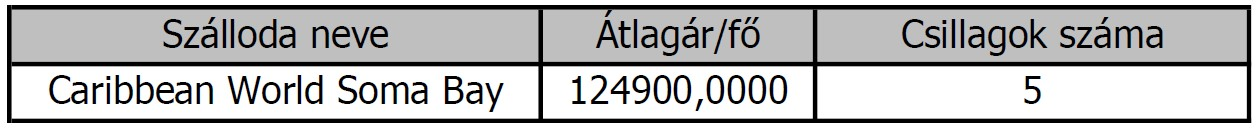 Szálloda neve Átlagár/fő Csillagok száma
Caribbean World Soma Bay 124900,0000 5